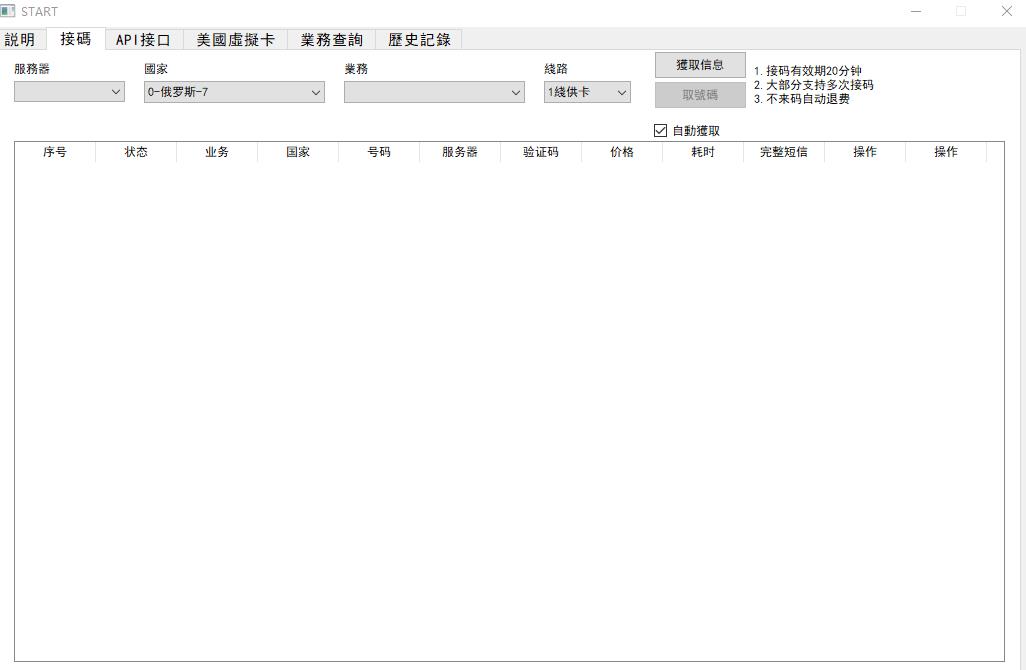 START
説明 接碼 API接口 美國虛擬卡 業務查詢 歷史記錄
服務器 國家 業務 綫路 獲取信息
0-俄罗斯-7 1綫供卡 取號碼
1. 接码有效期20分钟
2. 大部分支持多次接码
3. 不来码自动退费
自動獲取
序号 状态 业务 国家 号码 服务器 验证码 价格 耗时 完整短信 操作 操作